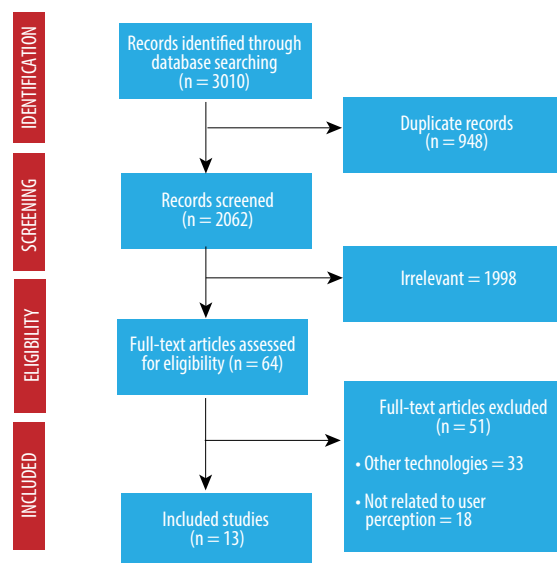 IDENTIFICATION
Records identified through
database searching
(n = 3010)
Duplicate records
(n = 948)
SCREENING
Records screened
(n = 2062)
Irrelevant = 1998
ELIGIBILITY
Full-text articles assessed
for eligibility (n = 64)
Full-text articles excluded
(n = 51)
• Other technologies = 33
• Not related to user
perception = 18
INCLUDED
Included studies
(n = 13)